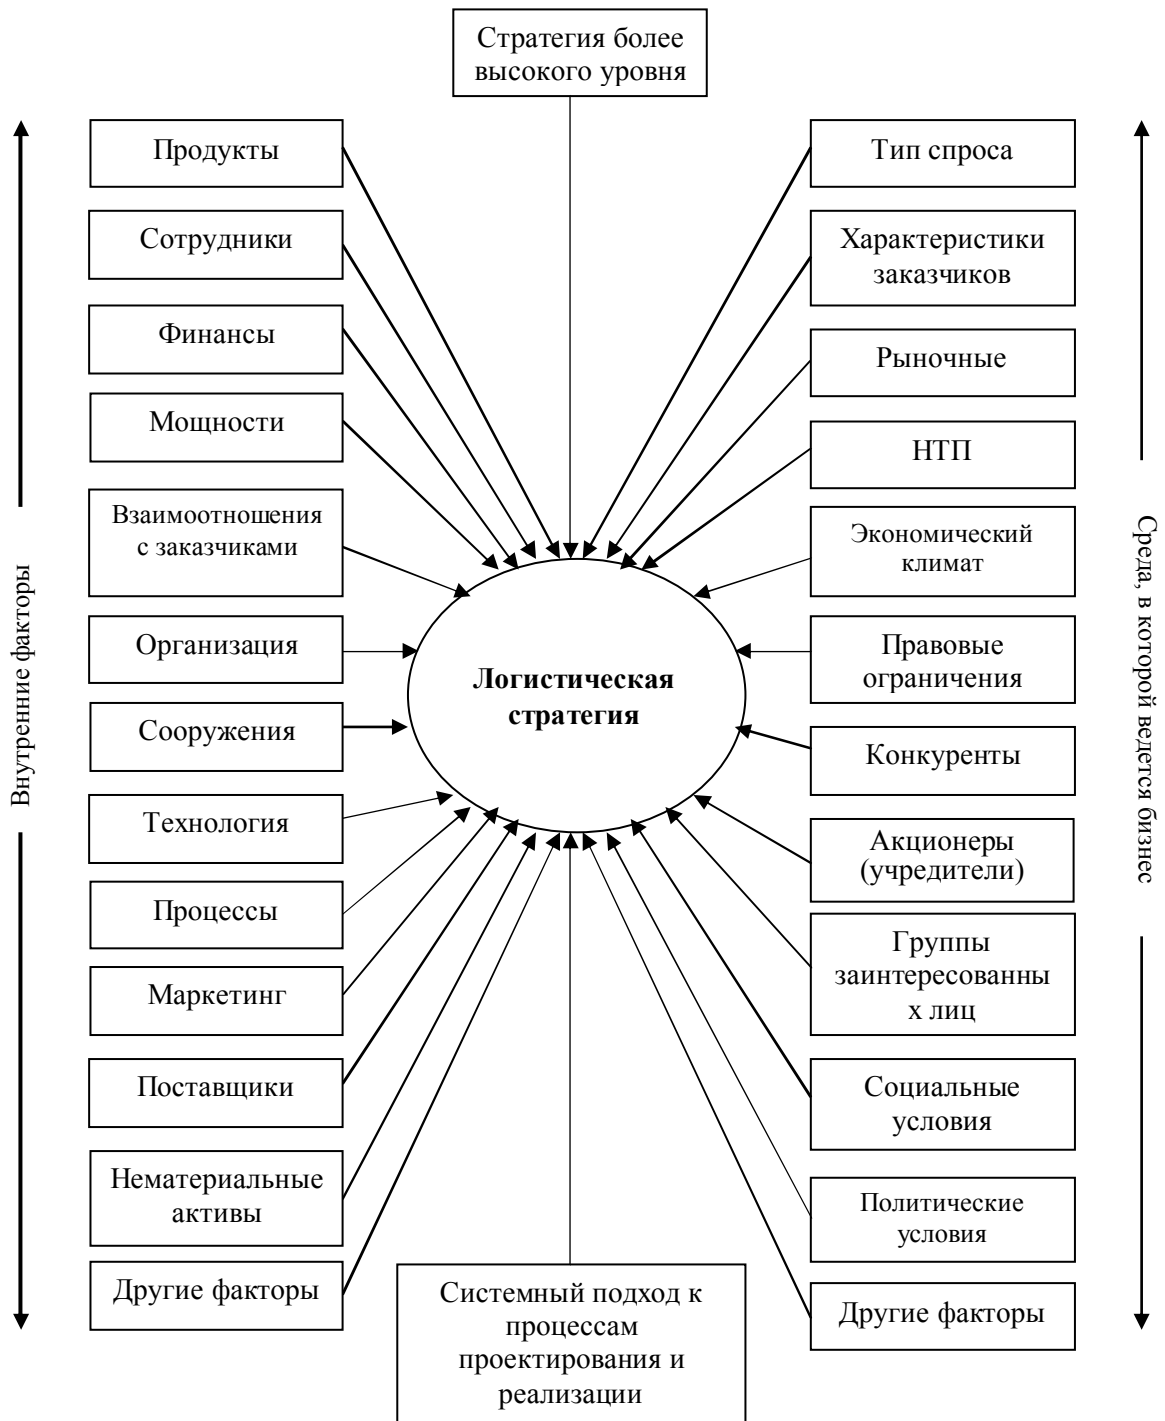 Стратегия более
высокого уровня
Внутренние факторы
Продукты
Сотрудники
Финансы
Мощности
Взаимоотношения
с заказчиками
Организация
Сооружения
Технология
Процессы
Маркетинг
Поставщики
Нематериальные
активы
Другие факторы
Логистическая
стратегия
Системный подход к
процессам
проектирования и
реализации
Тип спроса
Характеристики
заказчиков
Рыночные
НТП
Экономический
климат
Правовые
ограничения
Конкуренты
Акционеры
(учредители)
Группы
заинтересованны
х лиц
Социальные
условия
Политические
условия
Другие факторы
Среда, в которой ведется бизнес